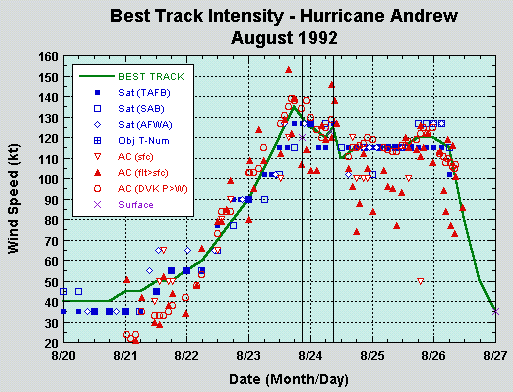 Best Track Intensity - Hurricane Andrew
August 1992
160
150
140
130
120
110
100
90
80
70
60
50
40
30
20
Wind Speed (kt)
BEST TRACK
Sat (TAFB)
Sat (SAB)
Sat (AFWA)
Obj T-Num
AC (sfc)
AC (flt>sfc)
AC (DVK P>W)
Surface
8/20 8/21 8/22 8/23 8/24 8/25 8/26 8/27
Date (Month/Day)